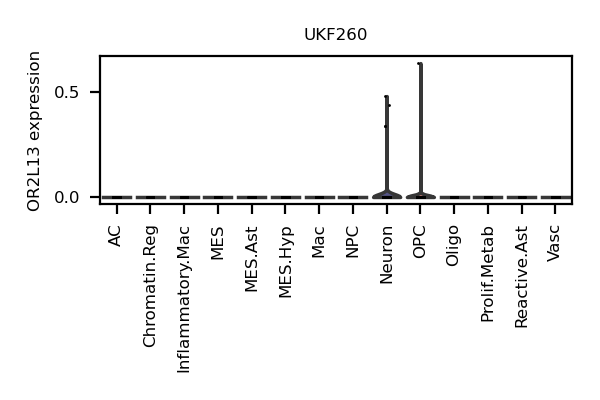 UKF260
OR2L13 expression
0.5
0.0
AC
Chromatin.Reg
Inflammatory.Mac
MES
MES.Ast
MES.Hyp
Mac
NPC
Neuron
OPC
Oligo
Prolif.Metab
Reactive.Ast
Vasc